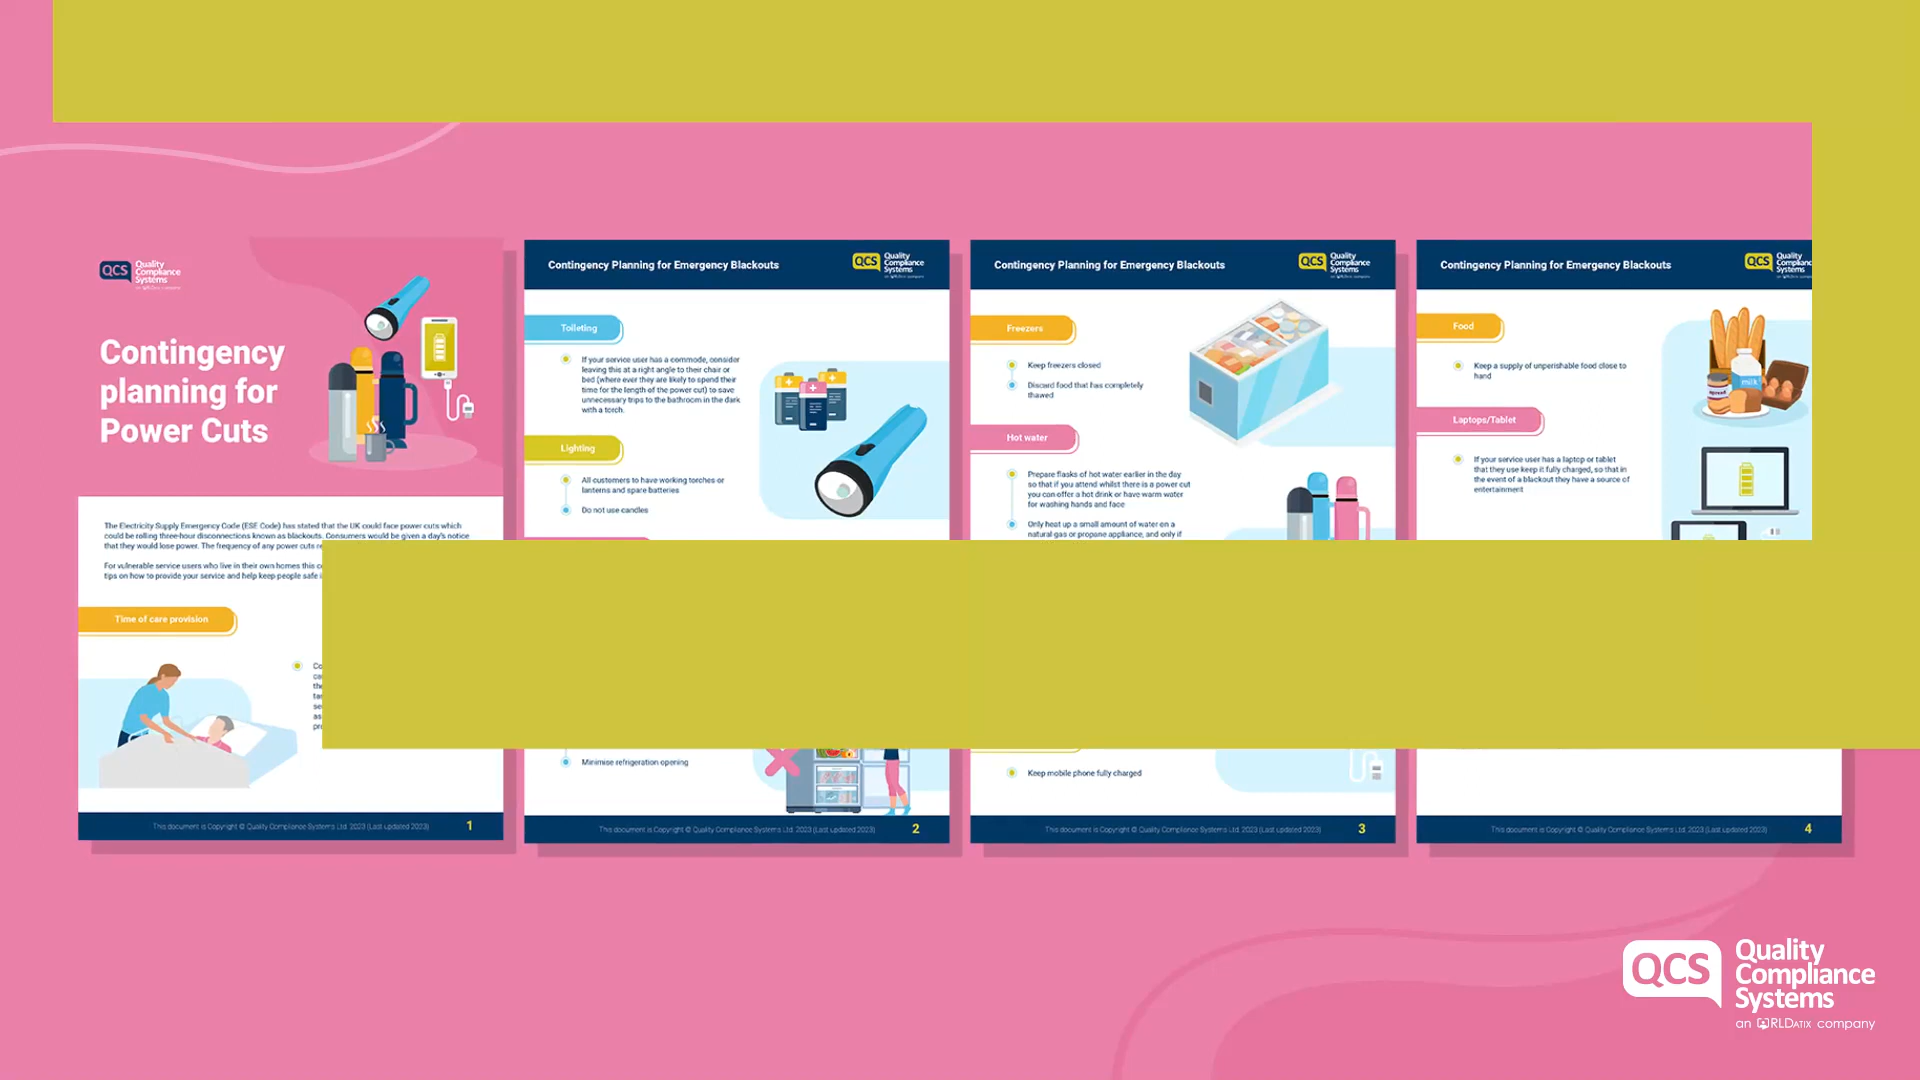 QCS
Quality
Compliance
Systems
Contingency
planning for
Power Cuts
The Electricity Supply Emergency Code (ESE Code) has stated that the UK could face power cuts which
could be rolling three-hour disconnections known as blackouts. Consumers would be given a day's notice
that they would lose power. The frequency of any power cuts
For vulnerable service users who live in their own homes this
tips on how to provide your service and help keep people safe
Time of care provision
This document is Copyright © Quality Compliance Systems Ltd. 2023 (Last updated 2023)
1
Contingency Planning for Emergency Blackouts
QCS
Quality
Compliance
Systems
Toileting
If your service user has a commode, consider
leaving this at a right angle to their chair or
bed (where ever they are likely to spend their
time for the length of the power cut) to save
unnecessary trips to the bathroom in the dark
with a torch.
Lighting
All customers to have working torches or
lanterns and spare batteries
Do not use candles
Minimise refrigeration opening
This document is Copyright © Quality Compliance Systems Ltd. 2023 (Last updated 2023)
2
Contingency Planning for Emergency Blackouts
QCS
Quality
Compliance
Systems
Freezers
Keep freezers closed
Discard food that has completely
thawed
Hot water
Prepare flasks of hot water earlier in the day
so that if you attend whilst there is a power cut
you can offer a hot drink or have warm water
for washing hands and face
Only heat up a small amount of water on a
natural gas or propane appliance, and only if
Keep mobile phone fully charged
This document is Copyright © Quality Compliance Systems Ltd. 2023 (Last updated 2023)
3
Contingency Planning for Emergency Blackouts
QCS
Quality
Systems
Food
Keep a supply of unperishable food close to
hand
milk
Laptops/Tablet
If your service user has a laptop or tablet
that they use keep it fully charged, so that in
the event of a blackout they have a source of
entertainment
This document is Copyright © Quality Compliance Systems Ltd. 2023 (Last updated 2023)
4
QCS
Quality
Compliance
Systems
an RLDATIX company